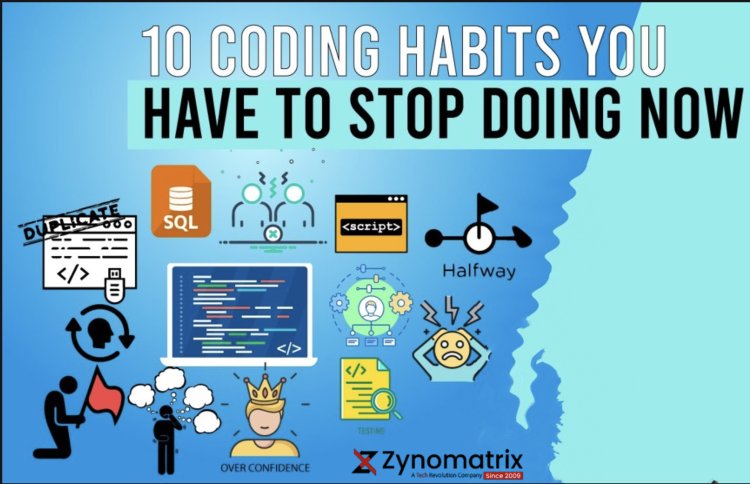 10 CODING HABITS YOU
HAVE TO STOP DOING NOW
DUPLICATE
</>
SQL
<script>
Halfway
</>
</>
TESTING
OVER CONFIDENCE
Zynomatrix
A Tech Revolution Company Since 2009